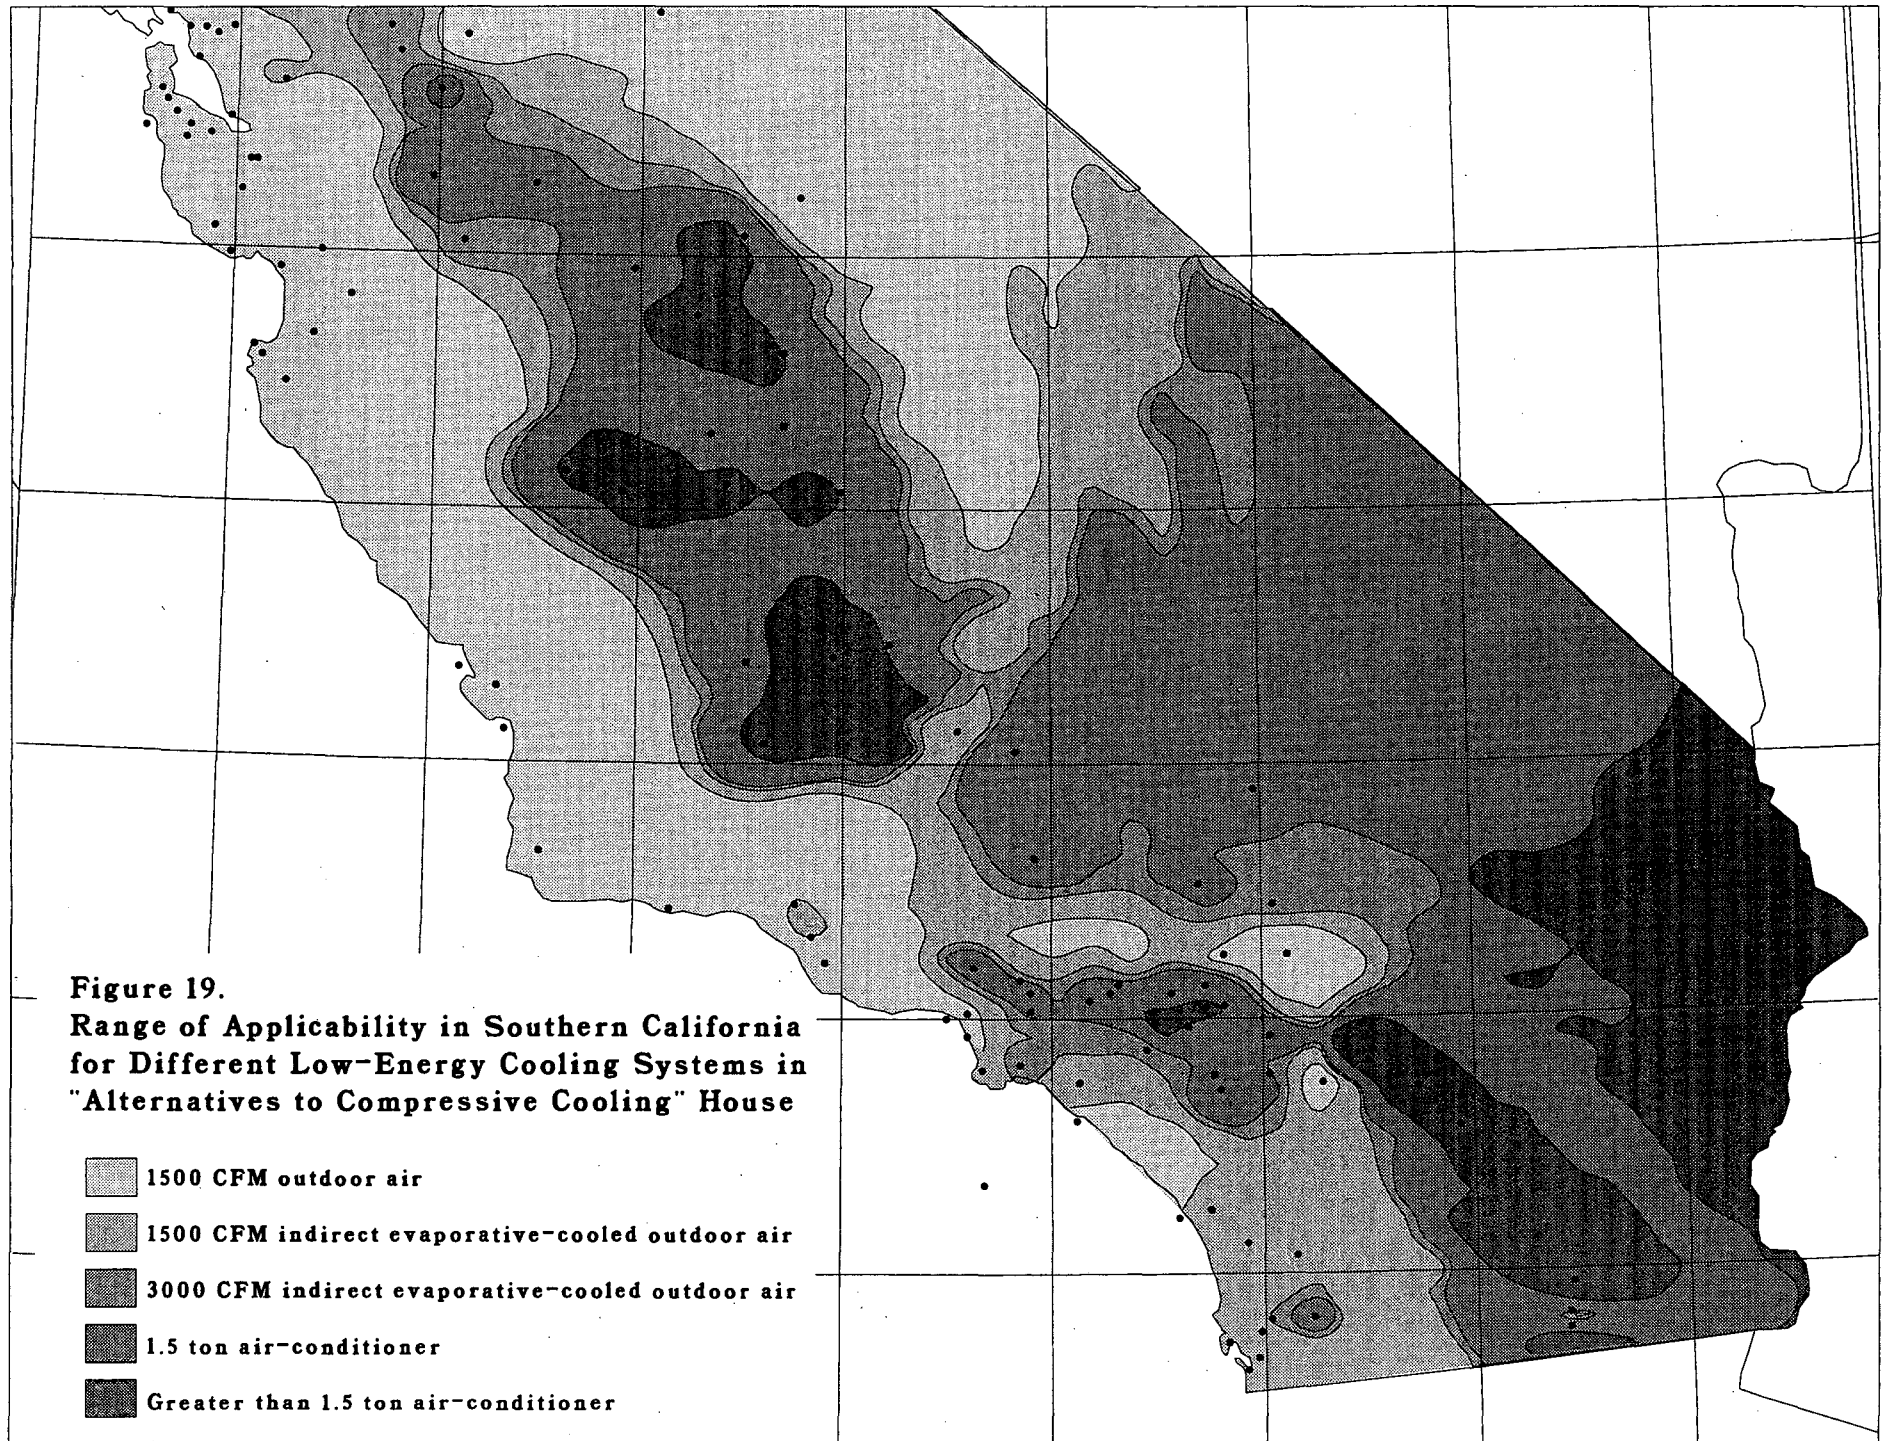 Figure 19.
Range of Applicability in Southern California
for Different Low-Energy Cooling Systems in
"Alternatives to Compressive Cooling" House
1500 CFM outdoor air
1500 CFM indirect evaporative-cooled outdoor air
3000 CFM indirect evaporative-cooled outdoor air
1.5 ton air-conditioner
Greater than 1.5 ton air-conditioner